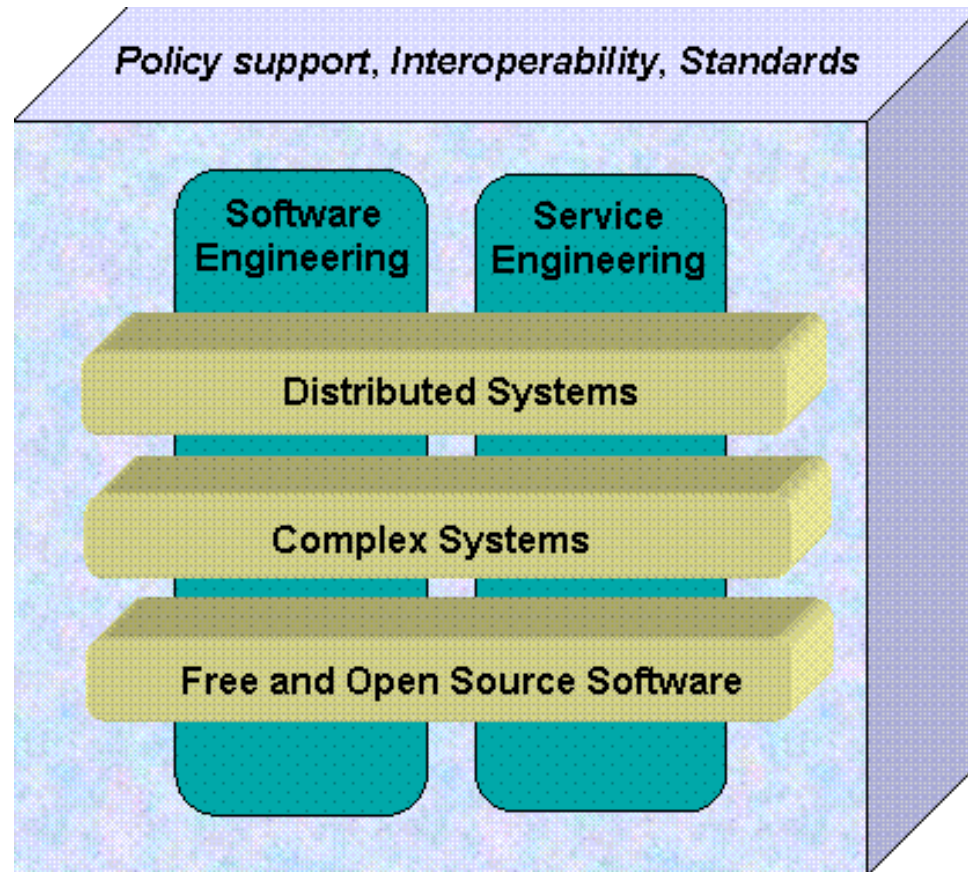 Policy support, Interoperability, Standards
Software
Engineering
Service
Engineering
Distributed Systems
Complex Systems
Free and Open Source Software